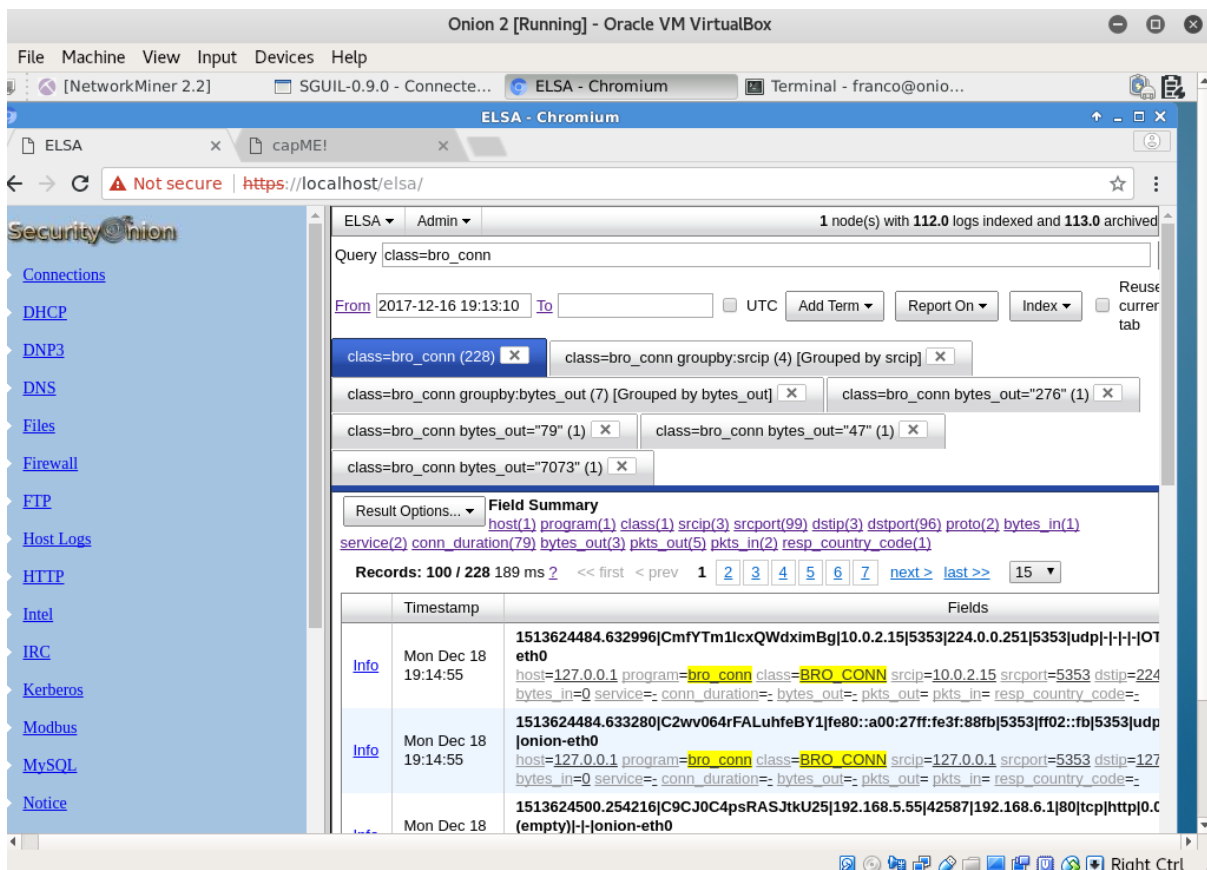 Onion 2 [Running] - Oracle VM VirtualBox
File Machine View Input Devices Help
[NetworkMiner 2.2] SGUIL-0.9.0 - Connecte... ELSA - Chromium Terminal - franco@onio...
ELSA - Chromium
ELSA capME!
Not secure https://localhost/elsa/
Security Onion
Connections
DHCP
DNP3
DNS
Files
Firewall
FTP
Host Logs
HTTP
Intel
IRC
Kerberos
Modbus
MySQL
Notice
ELSA Admin 1 node(s) with 112.0 logs indexed and 113.0 archived
Query class=bro_conn
From 2017-12-16 19:13:10 To UTC Add Term Report On Index Reuse curren tab
class=bro_conn (228) class=bro_conn groupby:srcip (4) [Grouped by srcip]
class=bro_conn groupby:bytes_out (7) [Grouped by bytes_out] class=bro_conn bytes_out="276" (1)
class=bro_conn bytes_out="79" (1) class=bro_conn bytes_out="47" (1)
class=bro_conn bytes_out="7073" (1)
Result Options... Field Summary
host(1) program(1) class(1) srcip(3) srcport(99) dstip(3) dstport(96) proto(2) bytes_in(1)
service(2) conn_duration(79) bytes_out(3) pkts_out(5) pkts_in(2) resp_country_code(1)
Records: 100 / 228 189 ms ? << first < prev 1 2 3 4 5 6 7 next > last >> 15
Timestamp Fields
Info Mon Dec 18 19:14:55
1513624484.632996|CmfYTm1lcxQWdximBg|10.0.2.15|5353|224.0.0.251|5353|udp|-|-|-|-|OT
eth0
host=127.0.0.1 program=bro_conn class=BRO_CONN srcip=10.0.2.15 srcport=5353 dstip=224
bytes_in=0 service=- conn_duration=- bytes_out=- pkts_out= pkts_in= resp_country_code=-
Info Mon Dec 18 19:14:55
1513624484.633280|C2wv064rFALuhfeBY1|fe80::a00:27ff:fe3f:88fb|5353|ff02::fb|5353|udp
|onion-eth0
host=127.0.0.1 program=bro_conn class=BRO_CONN srcip=127.0.0.1 srcport=5353 dstip=127
bytes_in=0 service=- conn_duration=- bytes_out=- pkts_out= pkts_in= resp_country_code=-
Mon Dec 18
1513624500.254216|C9CJ0C4psRASJtkU25|192.168.5.55|42587|192.168.6.1|80|tcp|http|0.0
(empty)|-|-|onion-eth0
Right Ctrl